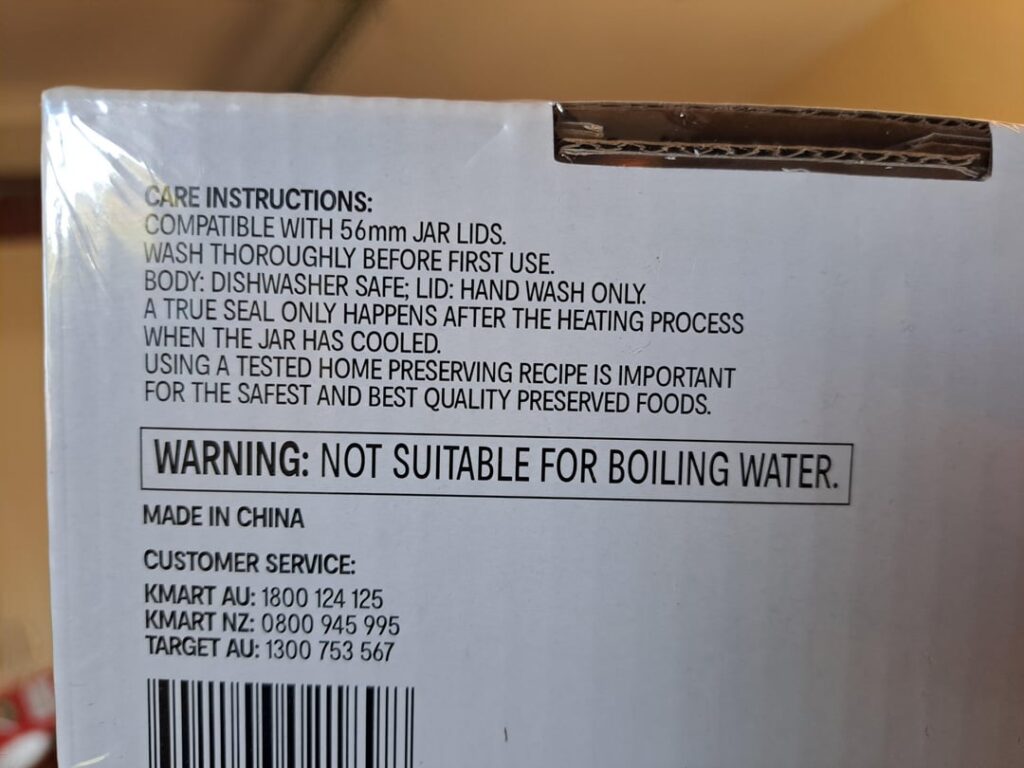 CARE INSTRUCTIONS:
COMPATIBLE WITH 56mm JAR LIDS.
WASH THOROUGHLY BEFORE FIRST USE.
BODY: DISHWASHER SAFE; LID: HAND WASH ONLY.
A TRUE SEAL ONLY HAPPENS AFTER THE HEATING PROCESS
WHEN THE JAR HAS COOLED.
USING A TESTED HOME PRESERVING RECIPE IS IMPORTANT
FOR THE SAFEST AND BEST QUALITY PRESERVED FOODS.
WARNING: NOT SUITABLE FOR BOILING WATER.
MADE IN CHINA
CUSTOMER SERVICE:
KMART AU: 1800 124 125
KMART NZ: 0800 945 995
TARGET AU: 1300 753 567